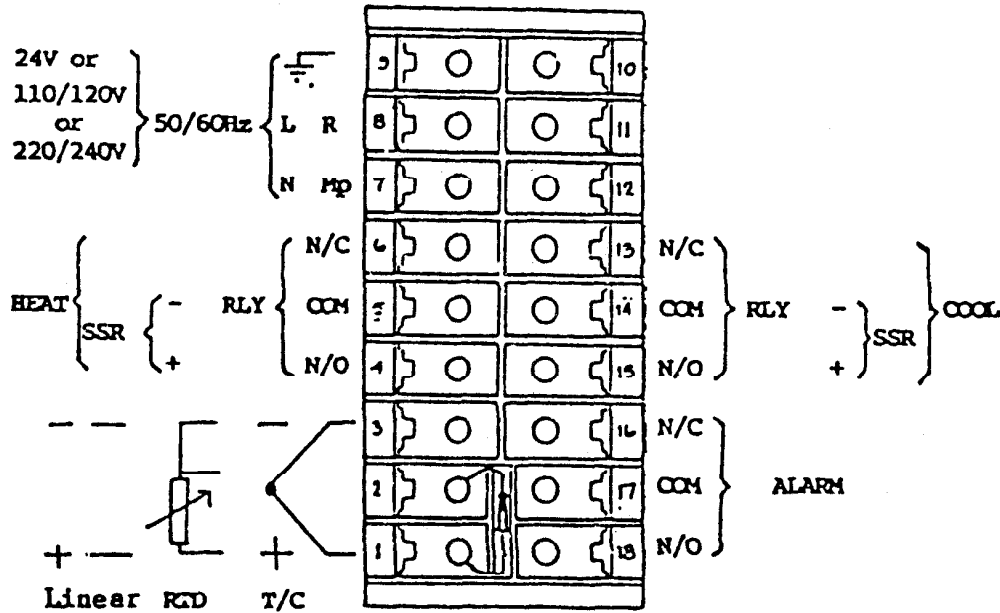 24V or
110/120V
or
220/240V
50/60Hz
L R
N Mp
9 10
8 11
7 12
HEAT
SSR
-
+
RLY
N/C 6 13 N/C
COM 5 14 COM
N/O 4 15 N/O
RLY
-
+
SSR
COOL
3 16 N/C
2 17 COM
1 18 N/O
ALARM
- -
+ +
Linear RTD T/C